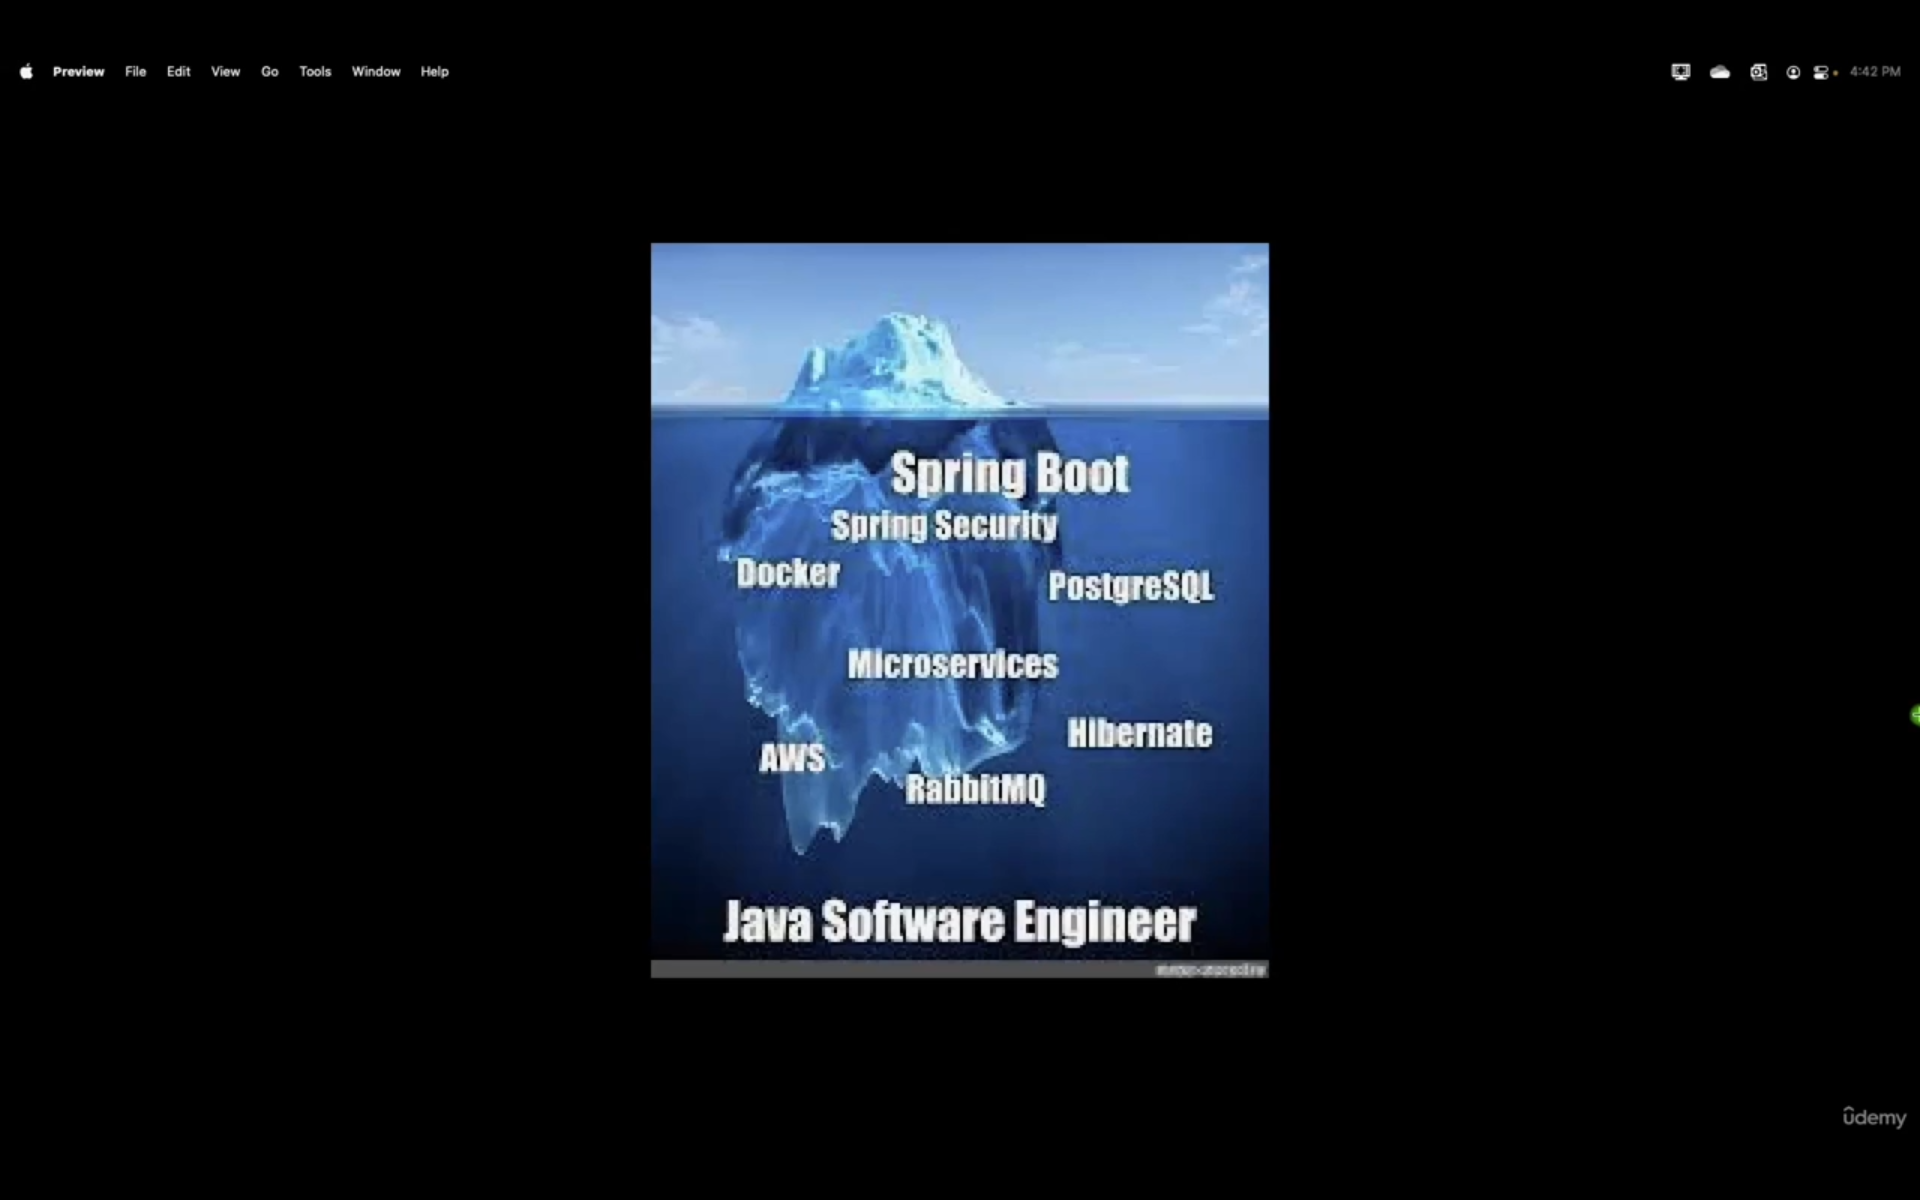 Preview File Edit View Go Tools Window Help
4:42 PM
Spring Boot
Spring Security
Docker
PostgreSQL
Microservices
Hibernate
AWS
RabbitMQ
Java Software Engineer
ûdemy